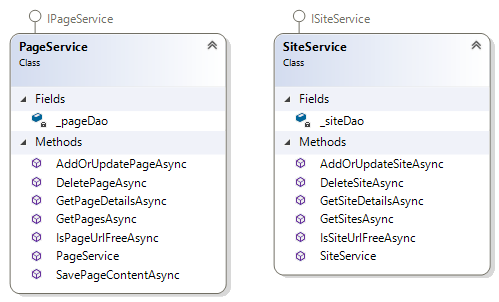 IPageService
PageService
Class
Fields
_pageDao
Methods
AddOrUpdatePageAsync
DeletePageAsync
GetPageDetailsAsync
GetPagesAsync
IsPageUrlFreeAsync
PageService
SavePageContentAsync
ISiteService
SiteService
Class
Fields
_siteDao
Methods
AddOrUpdateSiteAsync
DeleteSiteAsync
GetSiteDetailsAsync
GetSitesAsync
IsSiteUrlFreeAsync
SiteService